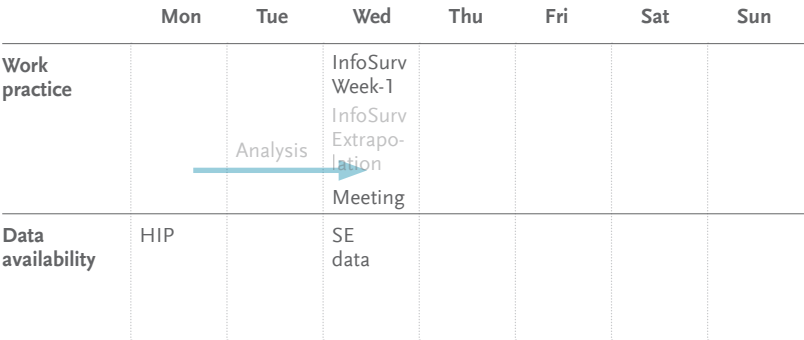 Mon Tue Wed Thu Fri Sat Sun
Work
practice
InfoSurv
Week-1
InfoSurv
Extrapo-
lation
Analysis
Meeting
Data
availability
HIP
SE
data